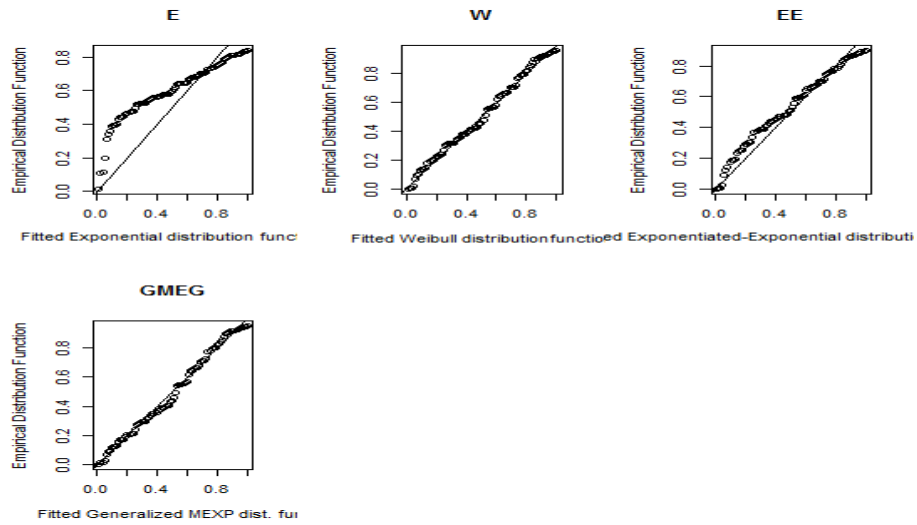 E
Empirical Distribution Function
0.0 0.2 0.4 0.6 0.8
0.0 0.4 0.8
Fitted Exponential distribution funct
W
Empirical Distribution Function
0.0 0.2 0.4 0.6 0.8
0.0 0.4 0.8
Fitted Weibull distribution functio
EE
Empirical Distribution Function
0.0 0.2 0.4 0.6 0.8
0.0 0.4 0.8
ed Exponentiated-Exponential distributi
GMEG
Empirical Distribution Function
0.0 0.2 0.4 0.6 0.8
0.0 0.4 0.8
Fitted Generalized MEXP dist. fun